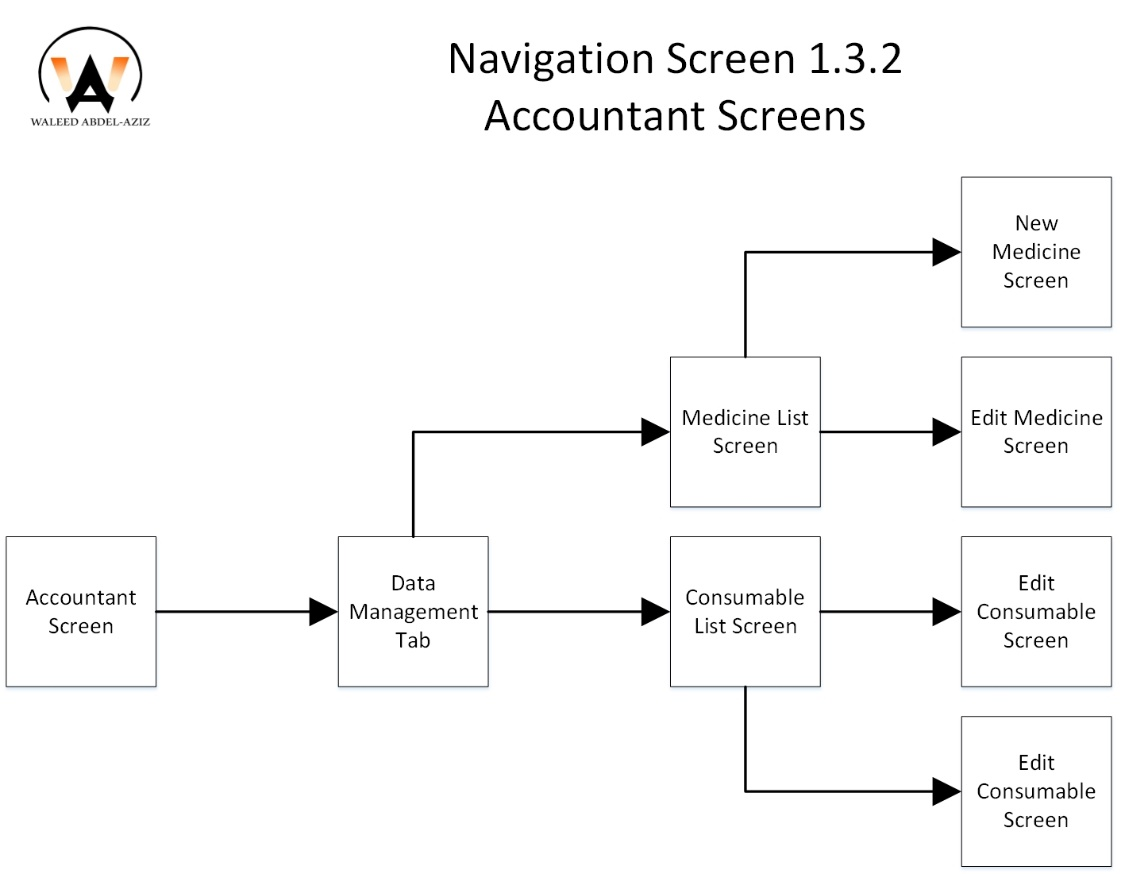 WALEED ABDEL-AZIZ
Navigation Screen 1.3.2
Accountant Screens
New
Medicine
Screen
Medicine List
Screen
Edit Medicine
Screen
Accountant
Screen
Data
Management
Tab
Consumable
List Screen
Edit
Consumable
Screen
Edit
Consumable
Screen